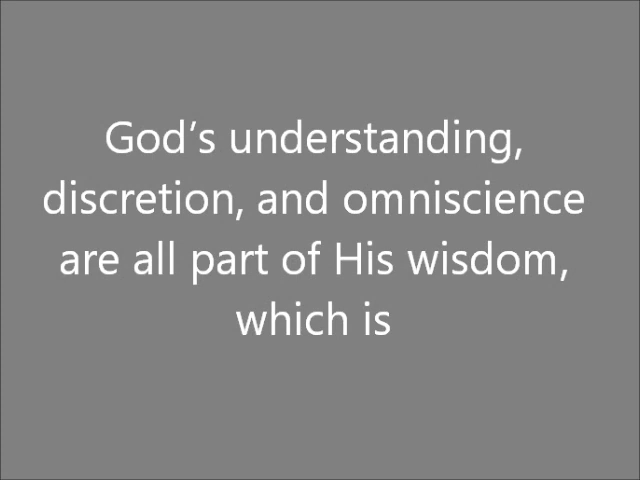 God’s understanding,
discretion, and omniscience
are all part of His wisdom,
which is